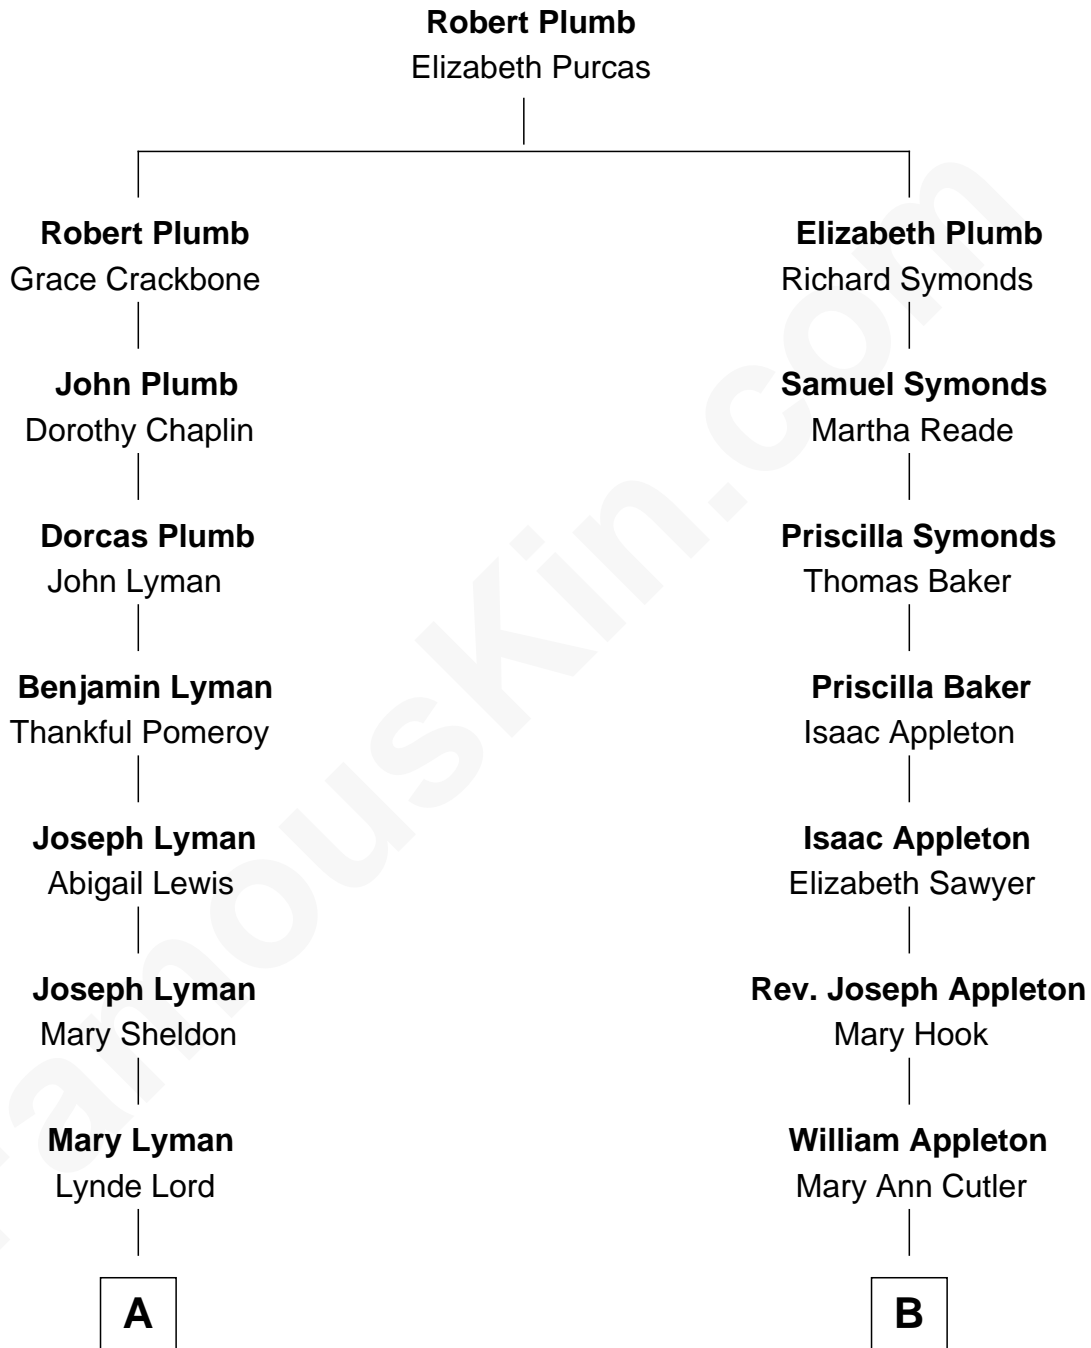 Robert Plumb
Elizabeth Purcas
Robert Plumb
Grace Crackbone
Elizabeth Plumb
Richard Symonds
John Plumb
Dorothy Chaplin
Samuel Symonds
Martha Reade
Dorcas Plumb
John Lyman
Priscilla Symonds
Thomas Baker
Benjamin Lyman
Thankful Pomeroy
Priscilla Baker
Isaac Appleton
Joseph Lyman
Abigail Lewis
Isaac Appleton
Elizabeth Sawyer
Joseph Lyman
Mary Sheldon
Rev. Joseph Appleton
Mary Hook
Mary Lyman
Lynde Lord
William Appleton
Mary Ann Cutler
A
B
FamousKin.com